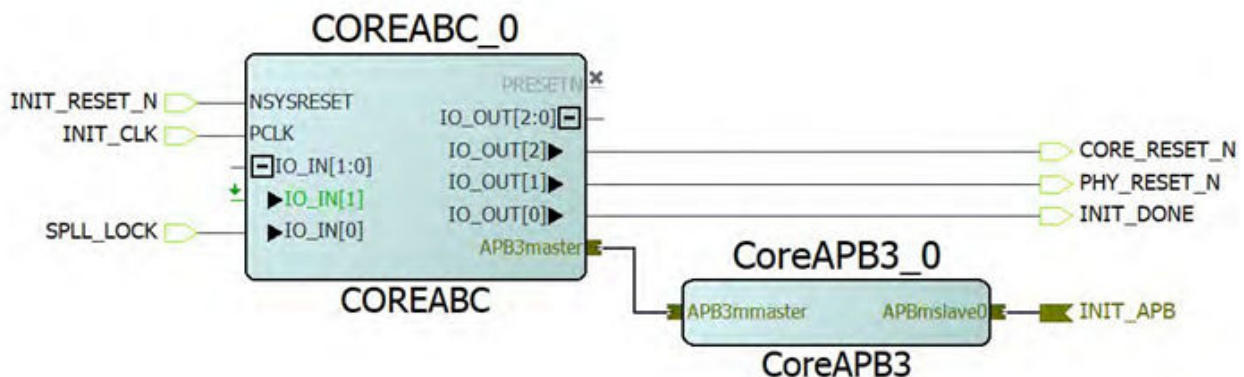 COREABC_0
INIT_RESET_N
INIT_CLK
SPLL_LOCK
NSYSRESET
PCLK
IO_IN[1:0]
IO_IN[1]
IO_IN[0]
PRESETN
IO_OUT[2:0]
IO_OUT[2]
IO_OUT[1]
IO_OUT[0]
APB3master
COREABC
CORE_RESET_N
PHY_RESET_N
INIT_DONE
CoreAPB3_0
APB3mmaster
APBmslave0
INIT_APB
CoreAPB3